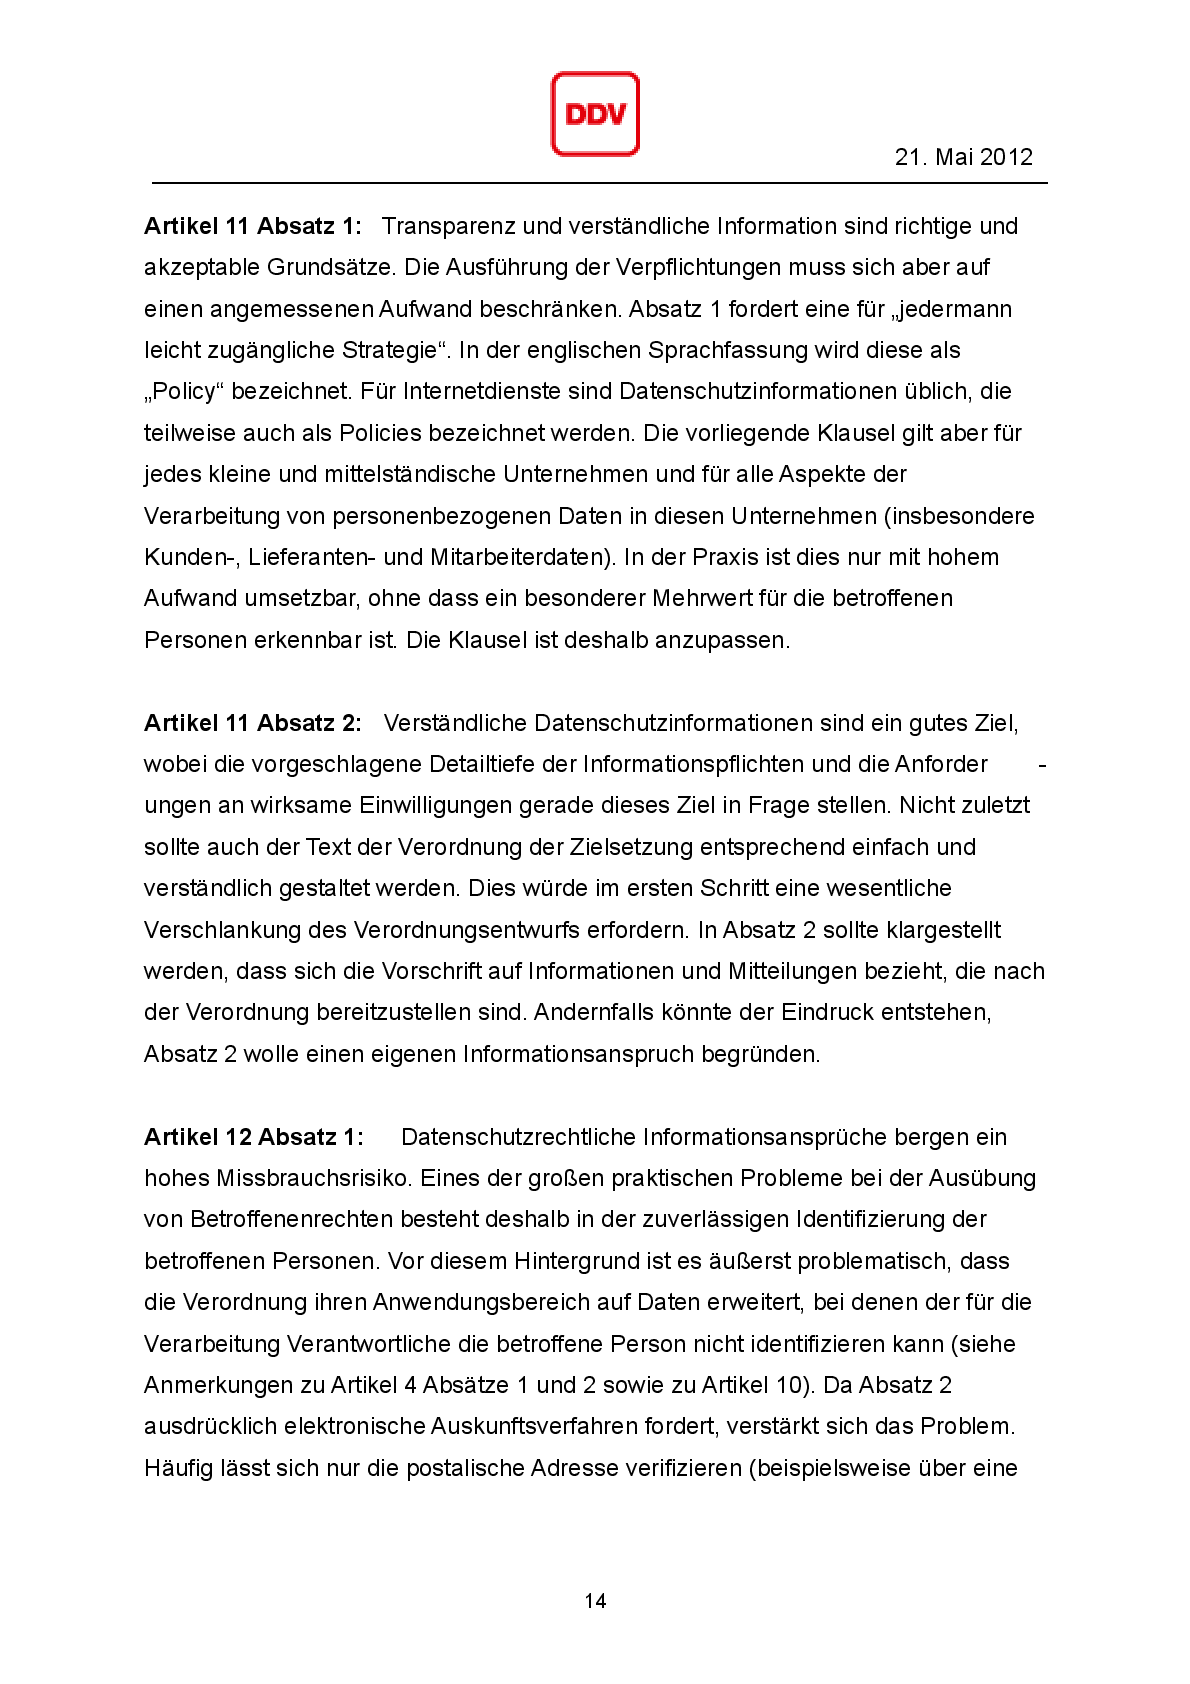 DDV
21. Mai 2012
Artikel 11 Absatz 1: Transparenz und verständliche Information sind richtige und
akzeptable Grundsätze. Die Ausführung der Verpflichtungen muss sich aber auf
einen angemessenen Aufwand beschränken. Absatz 1 fordert eine für „jedermann
leicht zugängliche Strategie“. In der englischen Sprachfassung wird diese als
„Policy“ bezeichnet. Für Internetdienste sind Datenschutzinformationen üblich, die
teilweise auch als Policies bezeichnet werden. Die vorliegende Klausel gilt aber für
jedes kleine und mittelständische Unternehmen und für alle Aspekte der
Verarbeitung von personenbezogenen Daten in diesen Unternehmen (insbesondere
Kunden-, Lieferanten- und Mitarbeiterdaten). In der Praxis ist dies nur mit hohem
Aufwand umsetzbar, ohne dass ein besonderer Mehrwert für die betroffenen
Personen erkennbar ist. Die Klausel ist deshalb anzupassen.
Artikel 11 Absatz 2: Verständliche Datenschutzinformationen sind ein gutes Ziel,
wobei die vorgeschlagene Detailtiefe der Informationspflichten und die Anforder -
ungen an wirksame Einwilligungen gerade dieses Ziel in Frage stellen. Nicht zuletzt
sollte auch der Text der Verordnung der Zielsetzung entsprechend einfach und
verständlich gestaltet werden. Dies würde im ersten Schritt eine wesentliche
Verschlankung des Verordnungsentwurfs erfordern. In Absatz 2 sollte klargestellt
werden, dass sich die Vorschrift auf Informationen und Mitteilungen bezieht, die nach
der Verordnung bereitzustellen sind. Andernfalls könnte der Eindruck entstehen,
Absatz 2 wolle einen eigenen Informationsanspruch begründen.
Artikel 12 Absatz 1: Datenschutzrechtliche Informationsansprüche bergen ein
hohes Missbrauchsrisiko. Eines der großen praktischen Probleme bei der Ausübung
von Betroffenenrechten besteht deshalb in der zuverlässigen Identifizierung der
betroffenen Personen. Vor diesem Hintergrund ist es äußerst problematisch, dass
die Verordnung ihren Anwendungsbereich auf Daten erweitert, bei denen der für die
Verarbeitung Verantwortliche die betroffene Person nicht identifizieren kann (siehe
Anmerkungen zu Artikel 4 Absätze 1 und 2 sowie zu Artikel 10). Da Absatz 2
ausdrücklich elektronische Auskunftsverfahren fordert, verstärkt sich das Problem.
Häufig lässt sich nur die postalische Adresse verifizieren (beispielsweise über eine
14